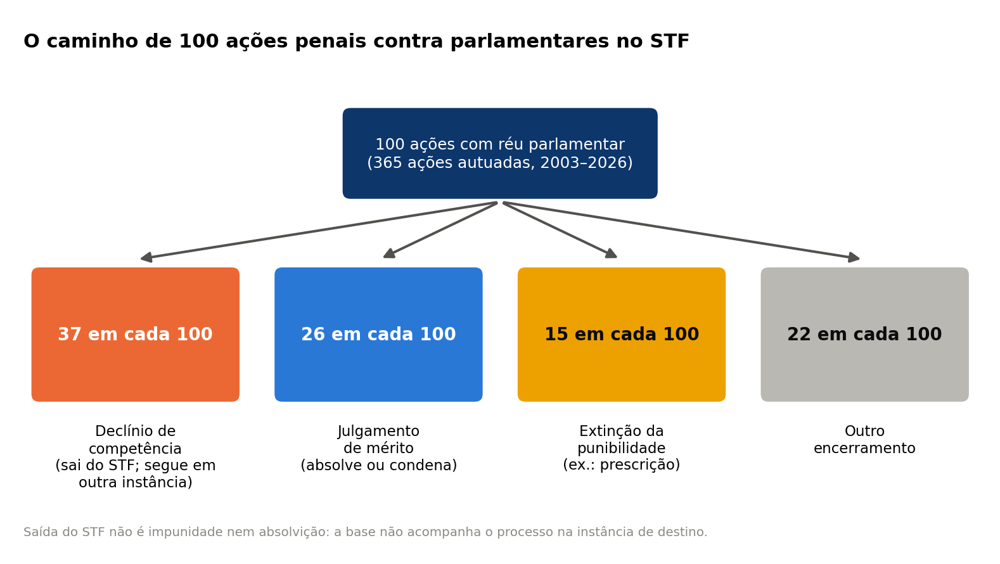 O caminho de 100 ações penais contra parlamentares no STF
100 ações com réu parlamentar
(365 ações autuadas, 2003–2026)
37 em cada 100
26 em cada 100
15 em cada 100
22 em cada 100
Declínio de
competência
(sai do STF; segue em
outra instância)
Julgamento
de mérito
(absolve ou condena)
Extinção da
punibilidade
(ex.: prescrição)
Outro
encerramento
Saída do STF não é impunidade nem absolvição: a base não acompanha o processo na instância de destino.